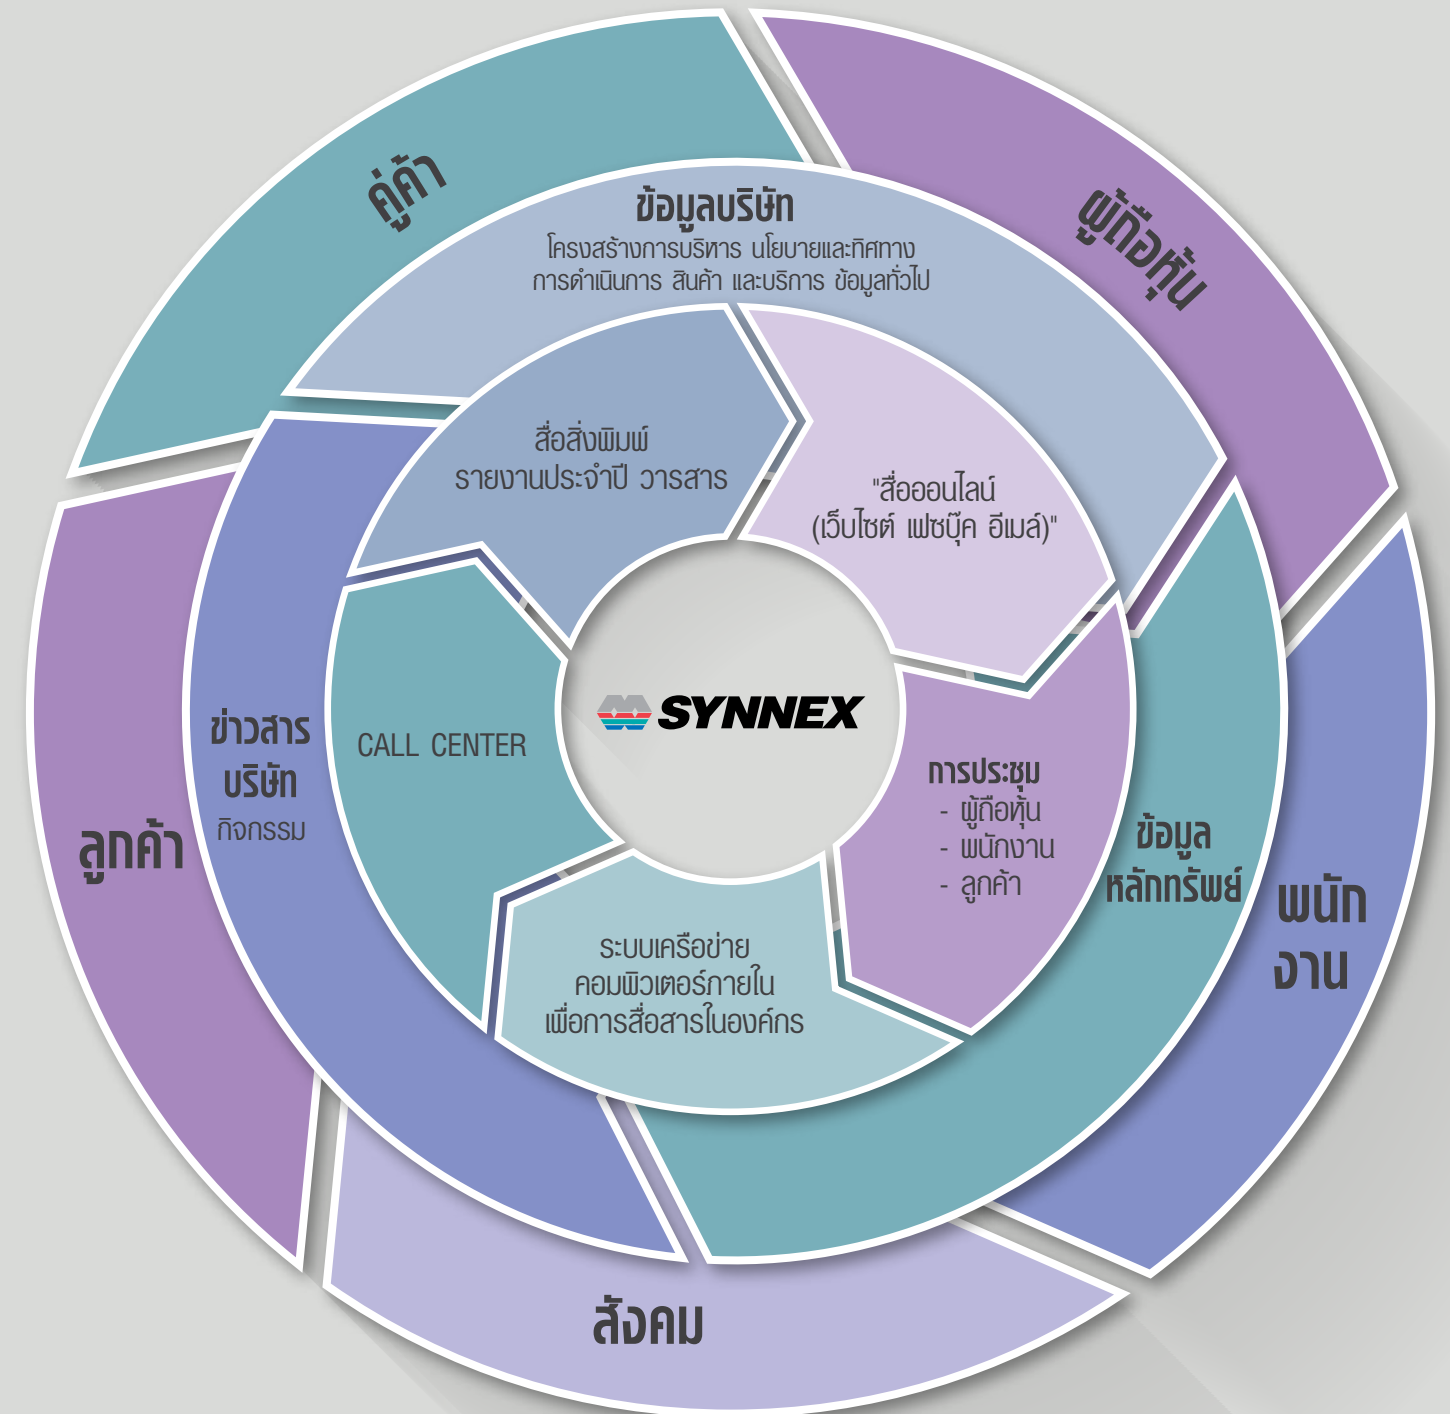 คู่ค้า
ผู้ถือหุ้น
ข้อมูลบริษัท
โครงสร้างการบริหาร นโยบายและทิศทาง
การดำเนินการ สินค้า และบริการ ข้อมูลทั่วไป
สื่อสิ่งพิมพ์
รายงานประจำปี วารสาร
"สื่อออนไลน์
(เว็บไซต์ เฟซบุ๊ค อีเมล์)"
SYNNEX
ข่าวสาร
บริษัท
กิจกรรม
CALL CENTER
การประชุม
- ผู้ถือหุ้น
- พนักงาน
- ลูกค้า
ข้อมูล
หลักทรัพย์
ลูกค้า
พนัก
งาน
ระบบเครือข่าย
คอมพิวเตอร์ภายใน
เพื่อการสื่อสารในองค์กร
สังคม